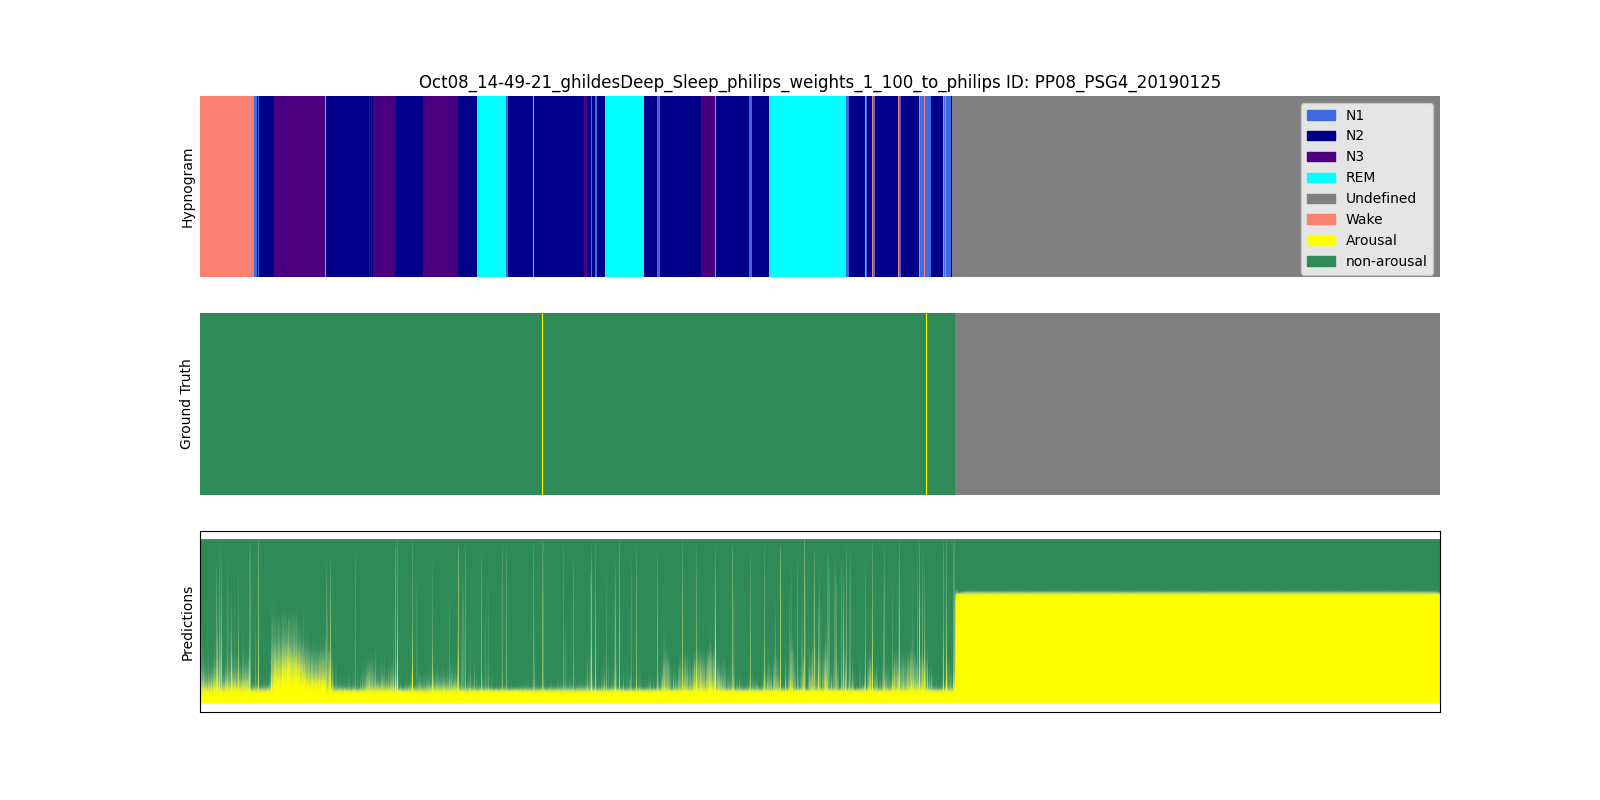 Oct08_14-49-21_ghildesDeep_Sleep_philips_weights_1_100_to_philips ID: PP08_PSG4_20190125
Hypnogram
N1
N2
N3
REM
Undefined
Wake
Arousal
non-arousal
Ground Truth
Predictions